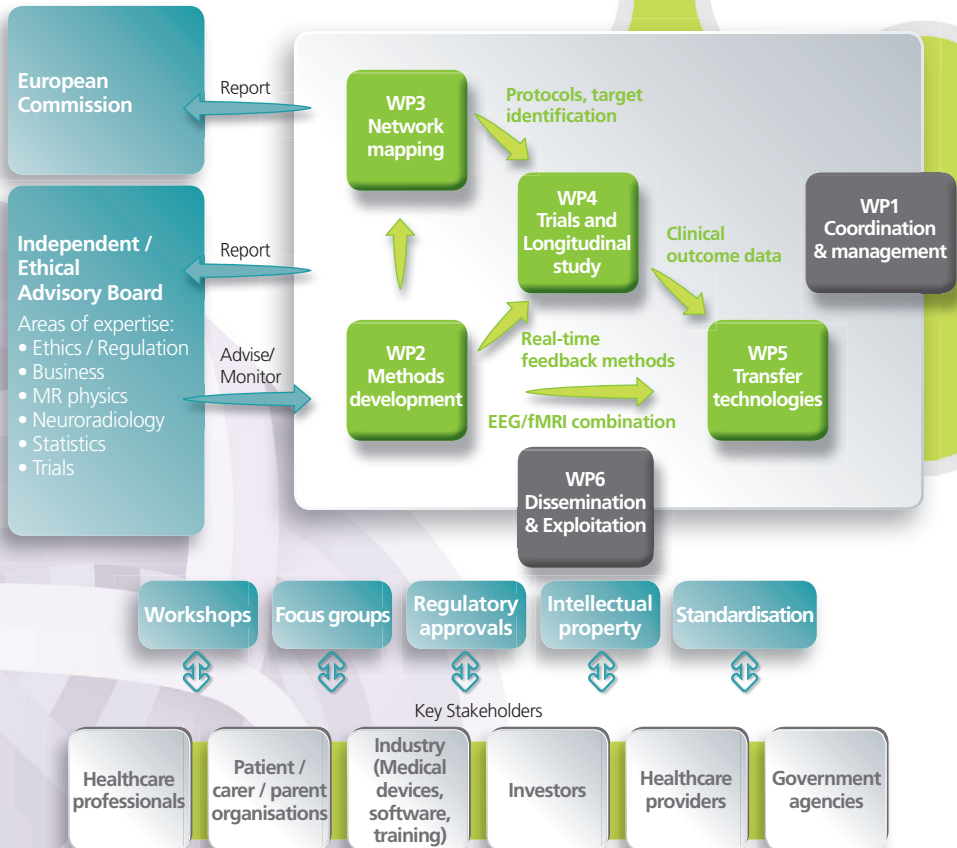 European
Commission
Report
Independent /
Ethical
Advisory Board
Areas of expertise:
• Ethics / Regulation
• Business
• MR physics
• Neuroradiology
• Statistics
• Trials
Report
Advise/
Monitor
WP3
Network
mapping
Protocols, target
identification
WP4
Trials and
Longitudinal
study
WP1
Coordination
& management
Clinical
outcome data
WP2
Methods
development
Real-time
feedback methods
EEG/fMRI combination
WP5
Transfer
technologies
WP6
Dissemination
& Exploitation
Workshops
Focus groups
Regulatory
approvals
Intellectual
property
Standardisation
Key Stakeholders
Healthcare
professionals
Patient /
carer / parent
organisations
Industry
(Medical
devices,
software,
training)
Investors
Healthcare
providers
Government
agencies